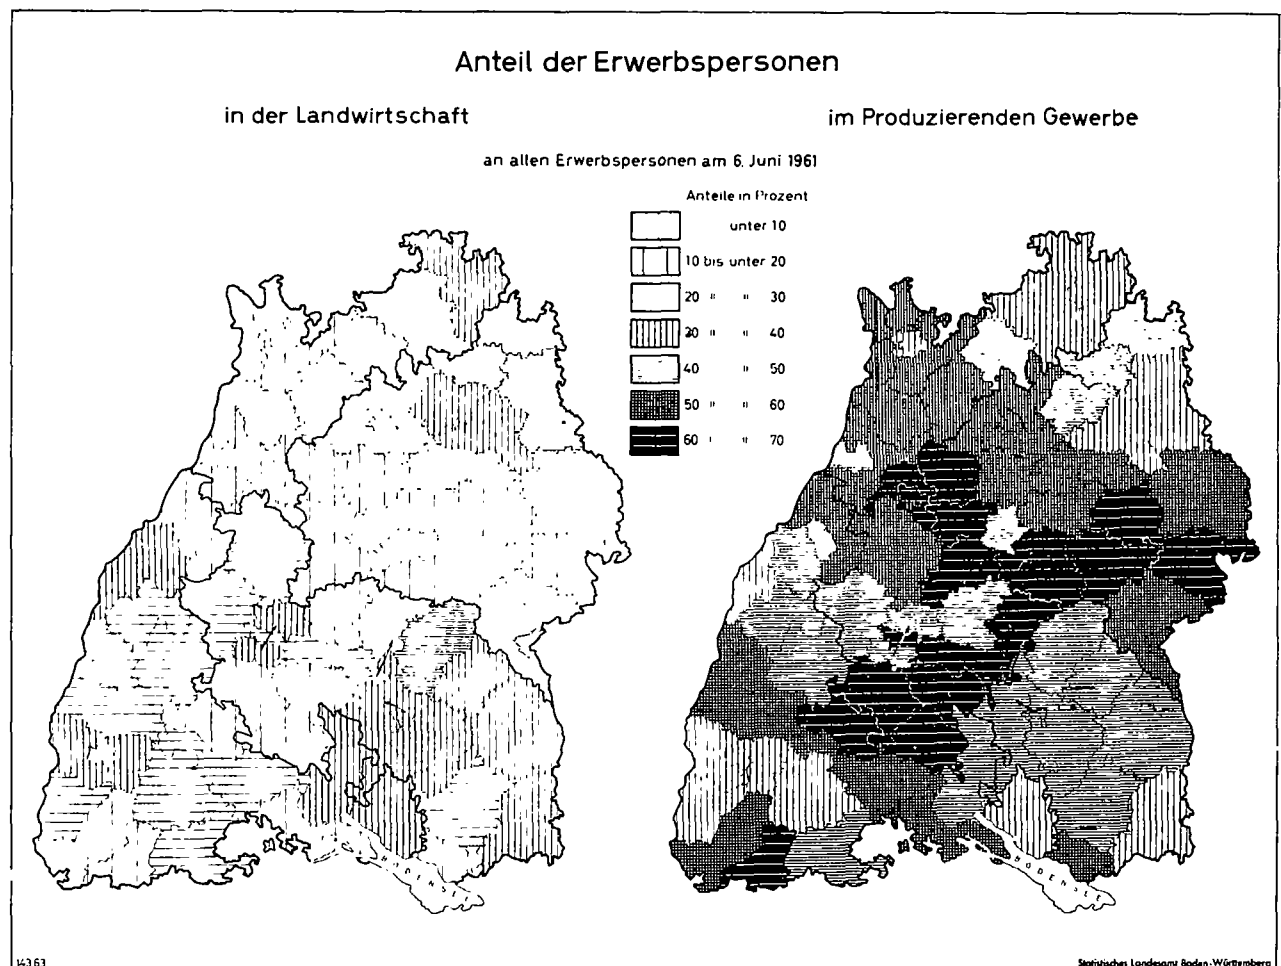 Anteil der Erwerbspersonen
in der Landwirtschaft
im Produzierenden Gewerbe
an allen Erwerbspersonen am 6. Juni 1961
Anteile in Prozent
unter 10
10 bis unter 20
20 " " 30
30 " " 40
40 " 50
50 " " 60
60 " " 70
BODENSEE
BODENSEE
143.63
Statistisches Landesamt Baden-Württemberg